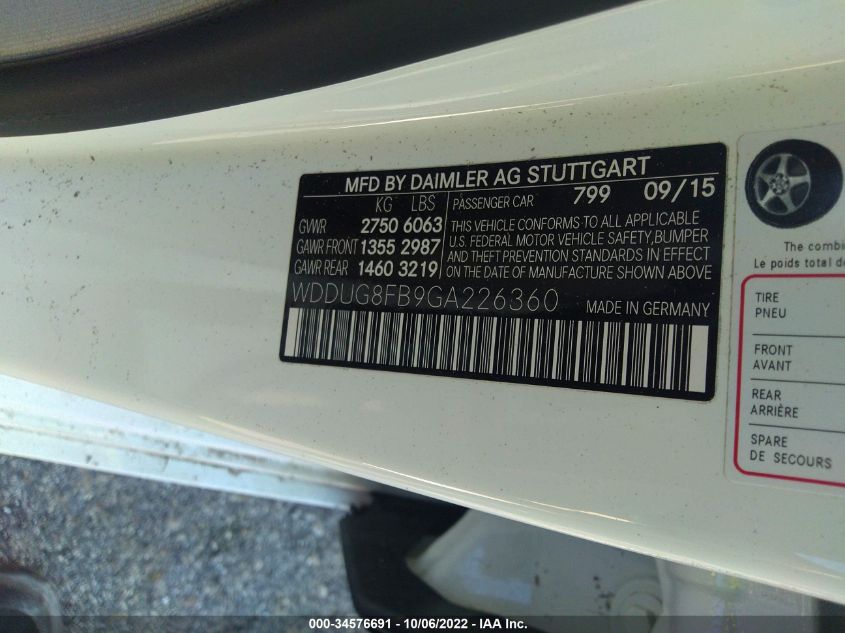 MFD BY DAIMLER AG STUTTGART
KG LBS
GVWR 2750 6063
GAWR FRONT 1355 2987
GAWR REAR 1460 3219
PASSENGER CAR 799 09/15
THIS VEHICLE CONFORMS TO ALL APPLICABLE
U.S. FEDERAL MOTOR VEHICLE SAFETY, BUMPER
AND THEFT PREVENTION STANDARDS IN EFFECT
ON THE DATE OF MANUFACTURE SHOWN ABOVE
WDDUG8FB9GA226360 MADE IN GERMANY
The combi
Le poids total de
TIRE
PNEU
FRONT
AVANT
REAR
ARRIÈRE
SPARE
DE SECOURS
000-34576691 - 10/06/2022 - IAA Inc.